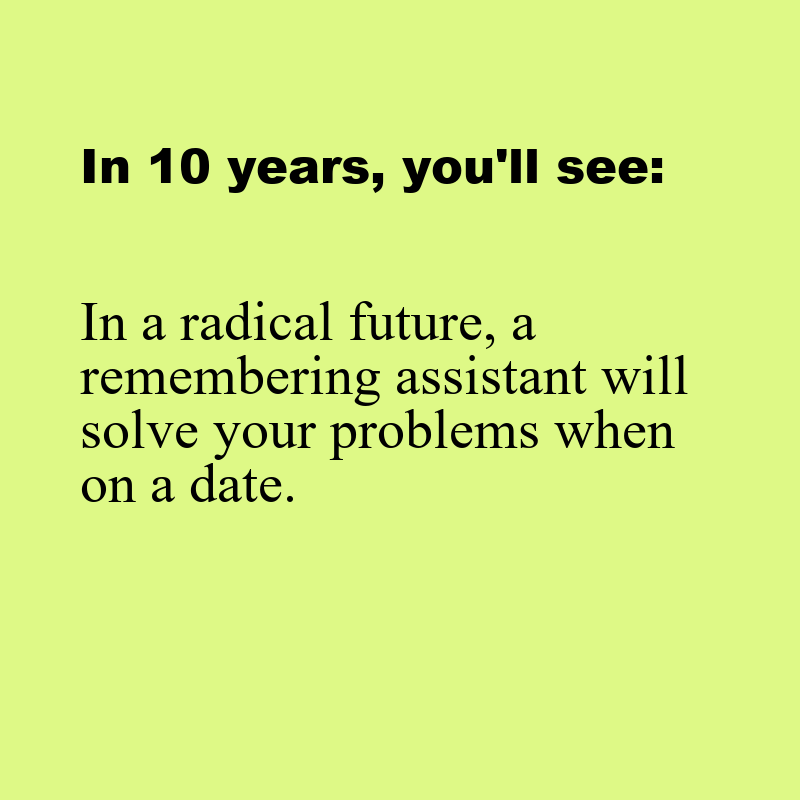 In 10 years, you'll see:
In a radical future, a
remembering assistant will
solve your problems when
on a date.